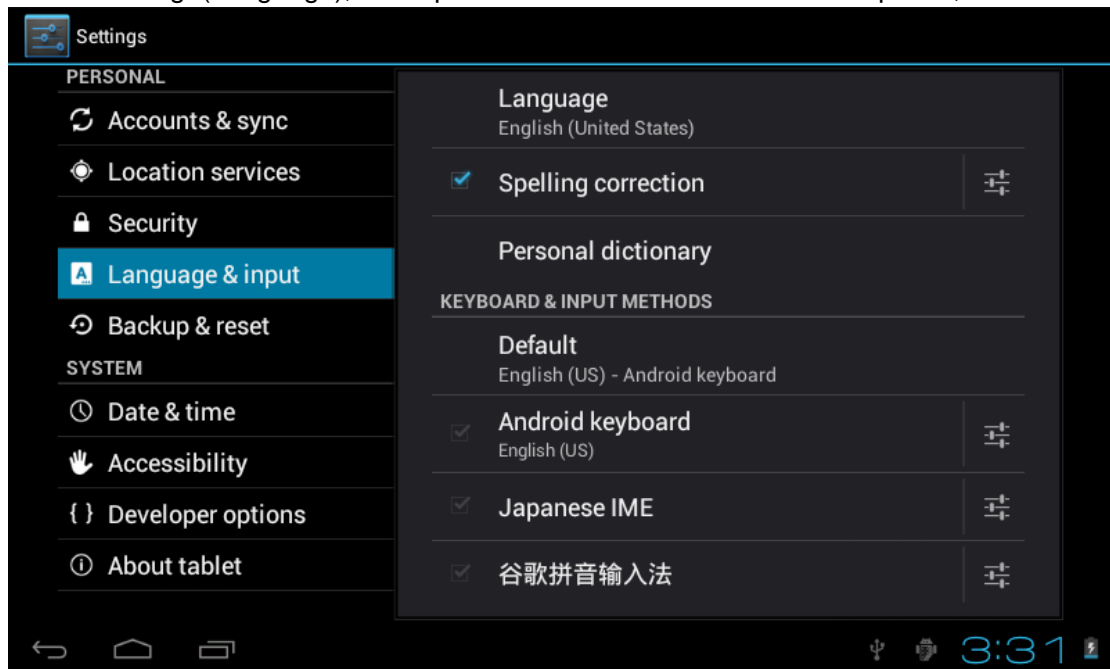 Settings
PERSONAL
Accounts & sync
Location services
Security
Language & input
Backup & reset
SYSTEM
Date & time
Accessibility
{ } Developer options
About tablet
Language
English (United States)
Spelling correction
Personal dictionary
KEYBOARD & INPUT METHODS
Default
English (US) - Android keyboard
Android keyboard
English (US)
Japanese IME
谷歌拼音输入法
3:31